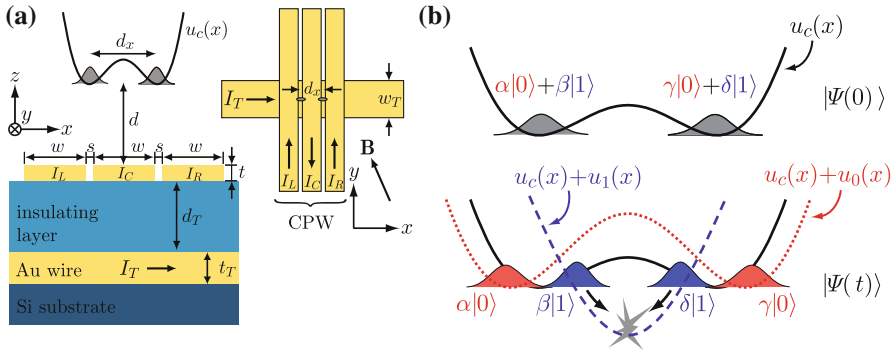 (a)
u_c(x)
d_x
z
y
x
d
w s w s w
I_L I_C I_R
t
insulating
layer
d_T
Au wire
I_T
t_T
Si substrate
d_x
I_T
w_T
I_L I_C I_R
B
y
x
CPW
(b)
u_c(x)
α|0⟩+β|1⟩
γ|0⟩+δ|1⟩
|Ψ(0)⟩
u_c(x)+u_1(x)
u_c(x)+u_0(x)
|Ψ(t)⟩
α|0⟩
β|1⟩
δ|1⟩
γ|0⟩